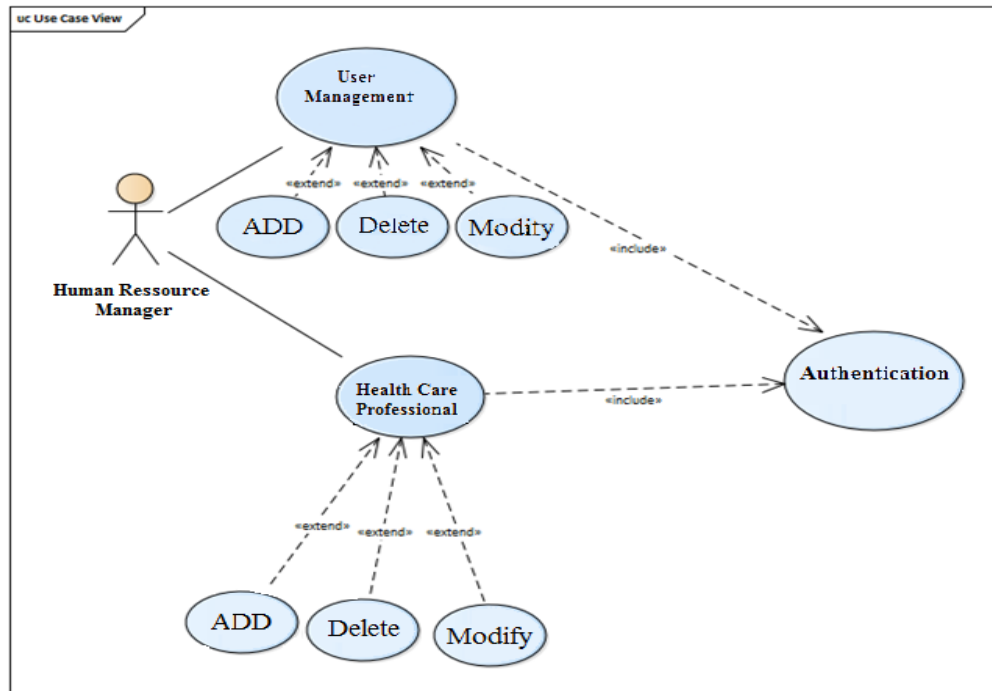 uc Use Case View
User
Management
«extend»
«extend»
«extend»
ADD
Delete
Modity
«include»
Human Ressource
Manager
Health Care
Professional
Authentication
«include»
«extend»
«extend»
«extend»
ADD
Delete
Modify